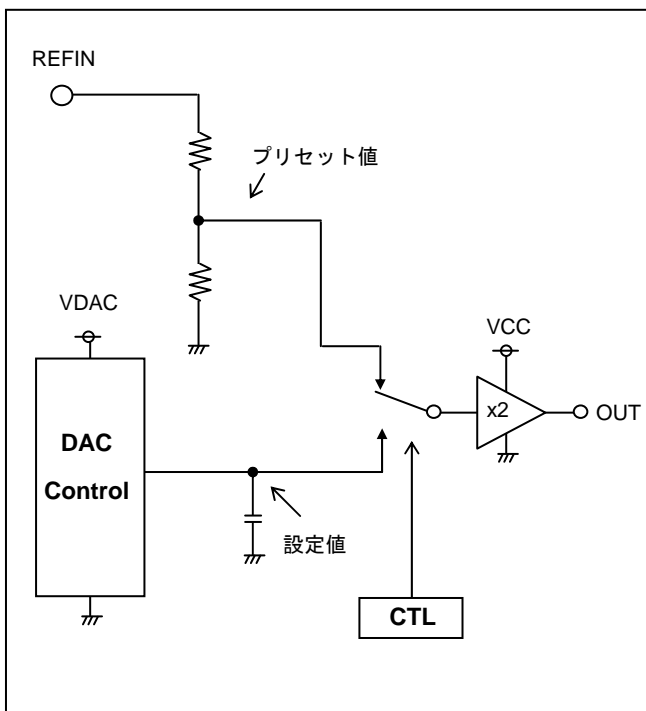 REFIN
プリセット値
VDAC
VCC
DAC
Control
x2
OUT
設定値
CTL